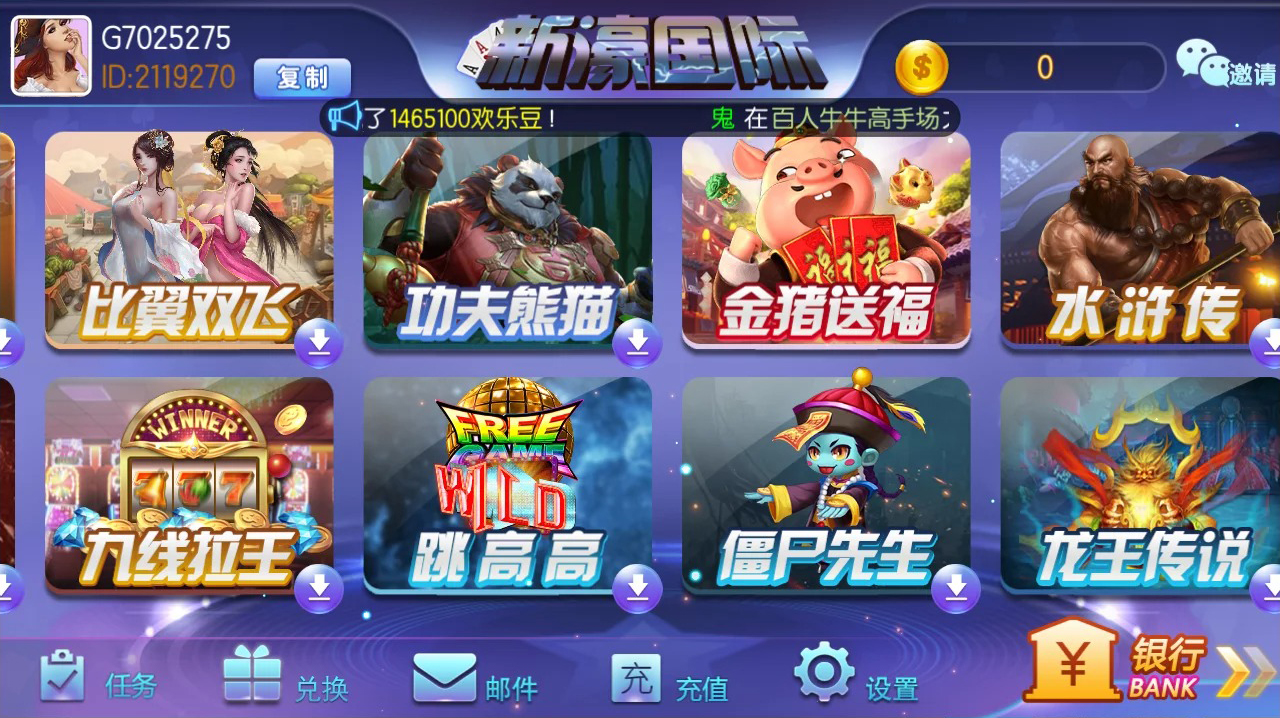 G7025275
ID:2119270
复制
新濠国际
0
邀请
了1465100欢乐豆!
鬼 在百人牛牛高手场
比翼双飞
功夫熊猫
福 福
金猪送福
水浒传
WINNER
777
九线拉王
FREE
GAME
WILD
跳高高
僵尸先生
龙王传说
任务
兑换
邮件
充
充值
设置
¥
银行
BANK